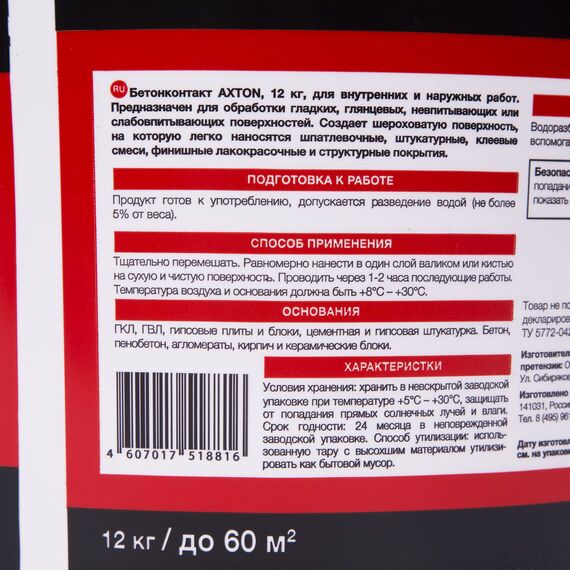 RU Бетонконтакт AXTON, 12 кг, для внутренних и наружных работ.
Предназначен для обработки гладких, глянцевых, невпитывающих или
слабовпитывающих поверхностей. Создает шероховатую поверхность,
на которую легко наносятся шпатлевочные, штукатурные, клеевые
смеси, финишные лакокрасочные и структурные покрытия.
ПОДГОТОВКА К РАБОТЕ
Продукт готов к употреблению, допускается разведение водой (не более
5% от веса).
СПОСОБ ПРИМЕНЕНИЯ
Тщательно перемешать. Равномерно нанести в один слой валиком или кистью
на сухую и чистую поверхность. Проводить через 1-2 часа последующие работы.
Температура воздуха и основания должна быть +8°C – +30°C.
ОСНОВАНИЯ
ГКЛ, ГВЛ, гипсовые плиты и блоки, цементная и гипсовая штукатурка. Бетон,
пенобетон, агломераты, кирпич и керамические блоки.
ХАРАКТЕРИСТИКИ
Условия хранения: хранить в невскрытой заводской
упаковке при температуре +5°C – +30°C, защищать
от попадания прямых солнечных лучей и влаги.
Срок годности: 24 месяца в неповрежденной
заводской упаковке. Способ утилизации: исполь-
зованную тару с высохшим материалом утилизи-
ровать как бытовой мусор.
4 607017 518816
12 кг / до 60 м²
Водоразб
вспомога
Безопас
попадани
показать
Товар не по
декларирова
ТУ 5772-042
Изготовител
претензии: О
Ул. Сибиряков
Изготовлено
141031, Росси
Тел. 8 (495) 961
Дату изготов
см. на упаковк